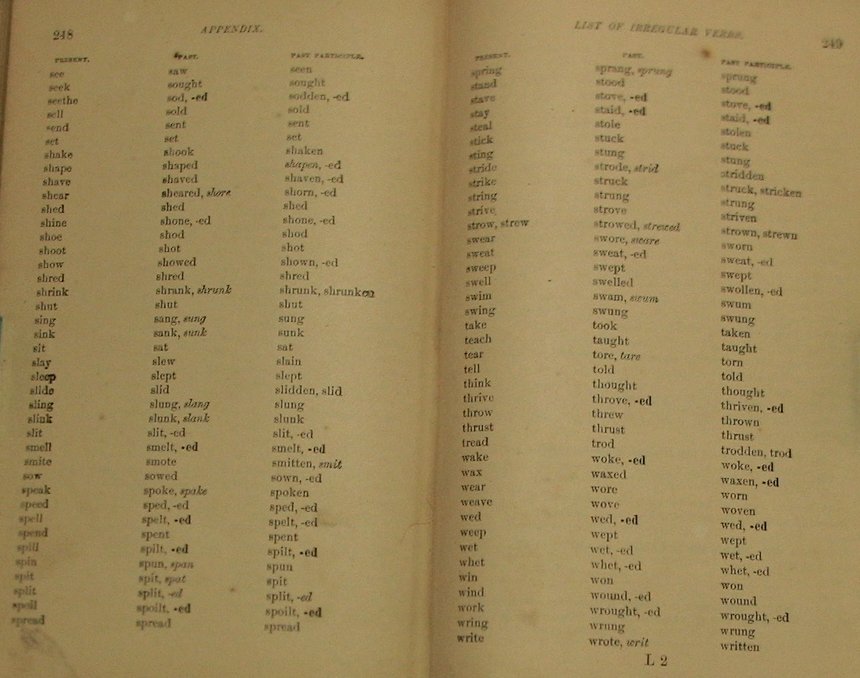 248 APPENDIX.
PRESENT. PAST. PAST PARTICIPLE.
see saw seen
seek sought sought
seethe sod, -ed sodden, -ed
sell sold sold
send sent sent
set set set
shake shook shaken
shape shaped shapen, -ed
shave shaved shaven, -ed
shear sheared, shore shorn, -ed
shed shed shed
shine shone, -ed shone, -ed
shoe shod shod
shoot shot shot
show showed shown, -ed
shred shred shred
shrink shrank, shrunk shrunk, shrunken
shut shut shut
sing sang, sung sung
sink sank, sunk sunk
sit sat sat
slay slew slain
sleep slept slept
slide slid slidden, slid
sling slung, slang slung
slink slunk, slank slunk
slit slit, -ed slit, -ed
smell smelt, -ed smelt, -ed
smite smote smitten, smit
sow sowed sown, -ed
speak spoke, spake spoken
speed sped, -ed sped, -ed
spell spelt, -ed spelt, -ed
spend spent spent
spill spilt, -ed spilt, -ed
spin spun, span spun
spit spit, spat spit
split split, -ed split, -ed
spoil spoilt, -ed spoilt, -ed
spread spread spread
LIST OF IRREGULAR VERBS. 249
PRESENT. PAST. PAST PARTICIPLE.
spring sprang, sprung sprung
stand stood stood
stave stove, -ed stove, -ed
stay staid, -ed staid, -ed
steal stole stolen
stick stuck stuck
sting stung stung
stride strode, strid stridden
strike struck struck, stricken
string strung strung
strive strove striven
strow, strew strowed, strewed strown, strewn
swear swore, sware sworn
sweat sweat, -ed sweat, -ed
sweep swept swept
swell swelled swollen, -ed
swim swam, swum swum
swing swung swung
take took taken
teach taught taught
tear tore, tare torn
tell told told
think thought thought
thrive throve, -ed thriven, -ed
throw threw thrown
thrust thrust thrust
tread trod trodden, trod
wake woke, -ed woke, -ed
wax waxed waxen, -ed
wear wore worn
weave wove woven
wed wed, -ed wed, -ed
weep wept wept
wet wet, -ed wet, -ed
whet whet, -ed whet, -ed
win won won
wind wound, -ed wound
work wrought, -ed wrought, -ed
wring wrung wrung
write wrote, writ written
L 2